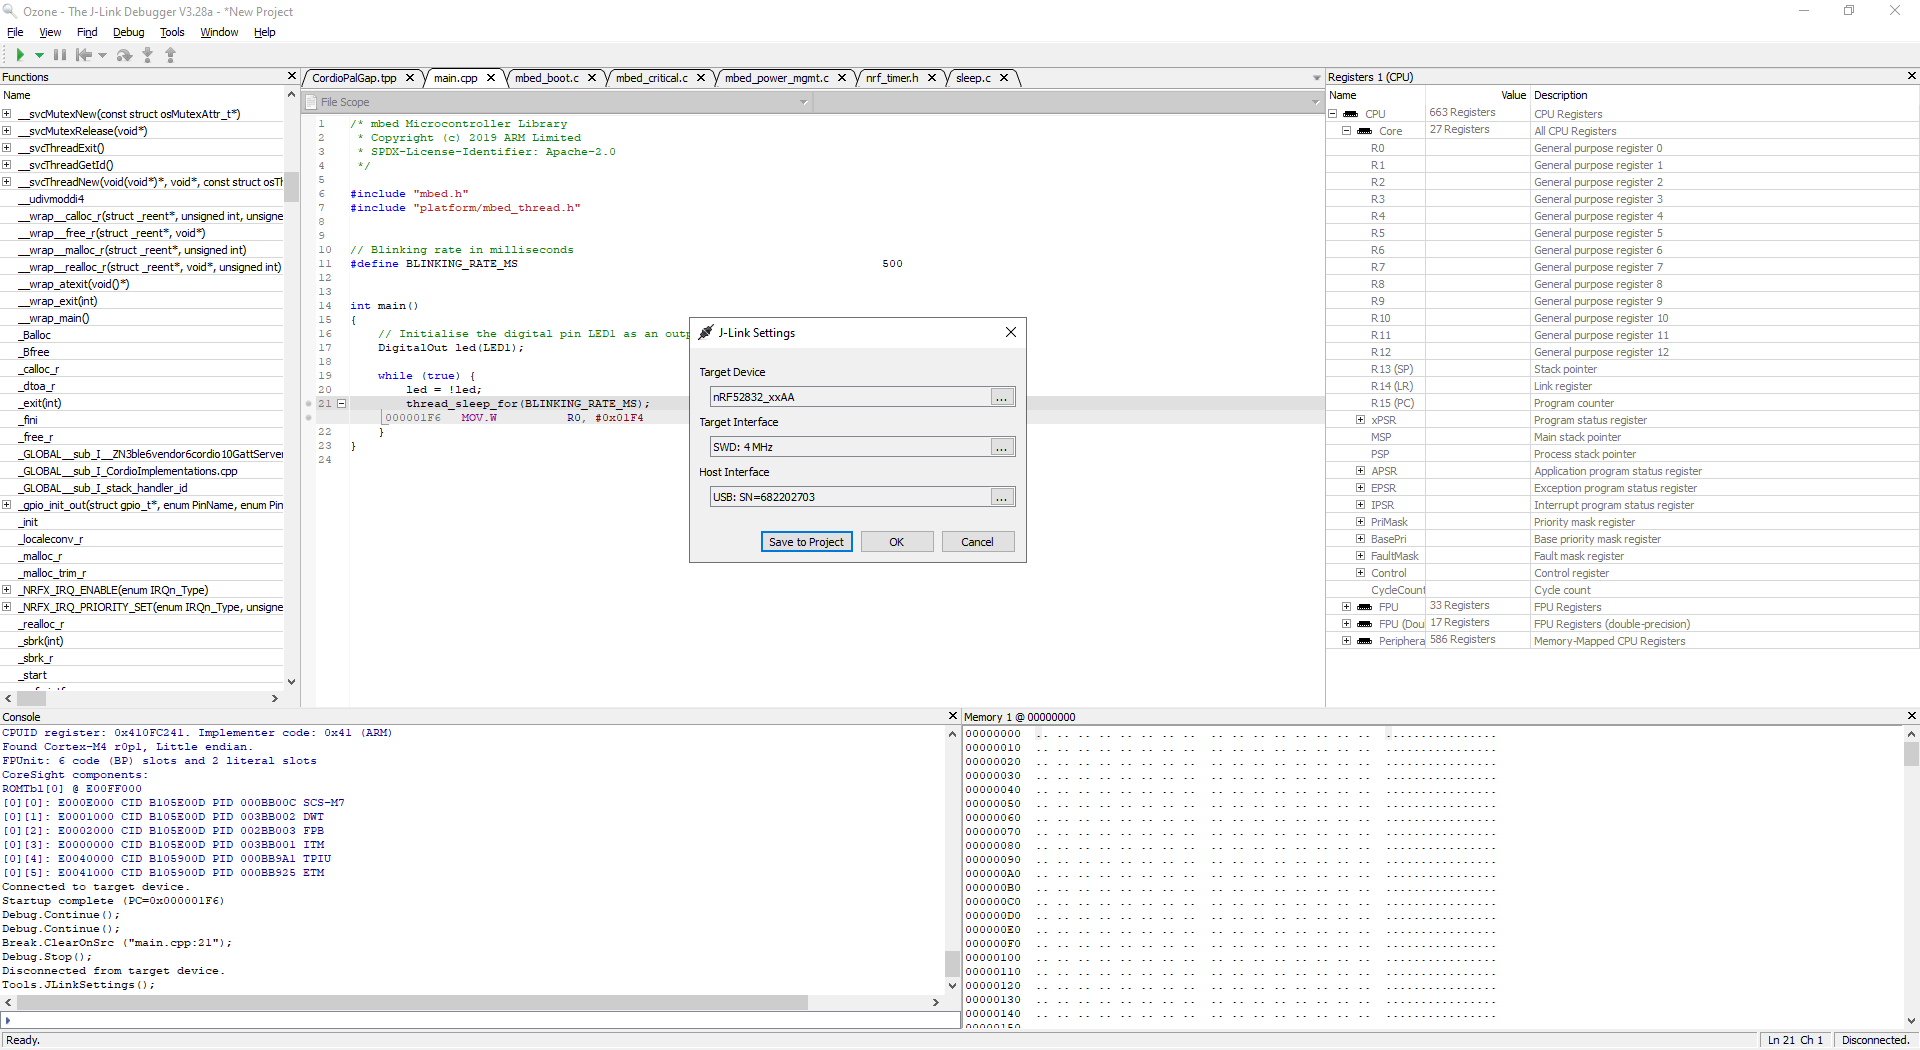 Ozone - The J-Link Debugger V3.28a - *New Project
File View Find Debug Tools Window Help
Functions
Name
__svcMutexNew(const struct osMutexAttr_t*)
__svcMutexRelease(void*)
__svcThreadExit()
__svcThreadGetId()
__svcThreadNew(void(void*)*, void*, const struct osTh
__udivmoddi4
__wrap__calloc_r(struct _reent*, unsigned int, unsigne
__wrap__free_r(struct _reent*, void*)
__wrap__malloc_r(struct _reent*, unsigned int)
__wrap__realloc_r(struct _reent*, void*, unsigned int)
__wrap_atexit(void()*)
__wrap_exit(int)
__wrap_main()
_Balloc
_Bfree
_calloc_r
_dtoa_r
_exit(int)
_fini
_free_r
_GLOBAL__sub_I__ZN3ble6vendor6cordio10GattServer
_GLOBAL__sub_I_CordioImplementations.cpp
_GLOBAL__sub_I_stack_handler_id
_gpio_init_out(struct gpio_t*, enum PinName, enum Pin
_init
_localeconv_r
_malloc_r
_malloc_trim_r
_NRFX_IRQ_ENABLE(enum IRQn_Type)
_NRFX_IRQ_PRIORITY_SET(enum IRQn_Type, unsigne
_realloc_r
_sbrk(int)
_sbrk_r
_start
CordioPalGap.tpp main.cpp mbed_boot.c mbed_critical.c mbed_power_mgmt.c nrf_timer.h sleep.c
File Scope
1 /* mbed Microcontroller Library
2 * Copyright (c) 2019 ARM Limited
3 * SPDX-License-Identifier: Apache-2.0
4 */
5
6 #include "mbed.h"
7 #include "platform/mbed_thread.h"
8
9
10 // Blinking rate in milliseconds
11 #define BLINKING_RATE_MS 500
12
13
14 int main()
15 {
16 // Initialise the digital pin LED1 as an outp
17 DigitalOut led(LED1);
18
19 while (true) {
20 led = !led;
21 thread_sleep_for(BLINKING_RATE_MS);
000001F6 MOV.W R0, #0x01F4
22 }
23 }
24
J-Link Settings
Target Device
nRF52832_xxAA ...
Target Interface
SWD: 4 MHz ...
Host Interface
USB: SN=682202703 ...
Save to Project OK Cancel
Registers 1 (CPU)
Name Value Description
CPU 663 Registers CPU Registers
Core 27 Registers All CPU Registers
R0 General purpose register 0
R1 General purpose register 1
R2 General purpose register 2
R3 General purpose register 3
R4 General purpose register 4
R5 General purpose register 5
R6 General purpose register 6
R7 General purpose register 7
R8 General purpose register 8
R9 General purpose register 9
R10 General purpose register 10
R11 General purpose register 11
R12 General purpose register 12
R13 (SP) Stack pointer
R14 (LR) Link register
R15 (PC) Program counter
xPSR Program status register
MSP Main stack pointer
PSP Process stack pointer
APSR Application program status register
EPSR Exception program status register
IPSR Interrupt program status register
PriMask Priority mask register
BasePri Base priority mask register
FaultMask Fault mask register
Control Control register
CycleCount Cycle count
FPU 33 Registers FPU Registers
FPU (Dou 17 Registers FPU Registers (double-precision)
Periphera 586 Registers Memory-Mapped CPU Registers
Console
CPUID register: 0x410FC241. Implementer code: 0x41 (ARM)
Found Cortex-M4 r0p1, Little endian.
FPUnit: 6 code (BP) slots and 2 literal slots
CoreSight components:
ROMTbl[0] @ E00FF000
[0][0]: E000E000 CID B105E00D PID 000BB00C SCS-M7
[0][1]: E0001000 CID B105E00D PID 003BB002 DWT
[0][2]: E0002000 CID B105E00D PID 002BB003 FPB
[0][3]: E0000000 CID B105E00D PID 003BB001 ITM
[0][4]: E0040000 CID B105900D PID 000BB9A1 TPIU
[0][5]: E0041000 CID B105900D PID 000BB925 ETM
Connected to target device.
Startup complete (PC=0x000001F6)
Debug.Continue();
Debug.Continue();
Break.ClearOnSrc ("main.cpp:21");
Debug.Stop();
Disconnected from target device.
Tools.JLinkSettings();
Memory 1 @ 00000000
00000000 .. .. .. .. .. .. .. .. .. .. .. .. .. .. .. .. ................
00000010 .. .. .. .. .. .. .. .. .. .. .. .. .. .. .. .. ................
00000020 .. .. .. .. .. .. .. .. .. .. .. .. .. .. .. .. ................
00000030 .. .. .. .. .. .. .. .. .. .. .. .. .. .. .. .. ................
00000040 .. .. .. .. .. .. .. .. .. .. .. .. .. .. .. .. ................
00000050 .. .. .. .. .. .. .. .. .. .. .. .. .. .. .. .. ................
00000060 .. .. .. .. .. .. .. .. .. .. .. .. .. .. .. .. ................
00000070 .. .. .. .. .. .. .. .. .. .. .. .. .. .. .. .. ................
00000080 .. .. .. .. .. .. .. .. .. .. .. .. .. .. .. .. ................
00000090 .. .. .. .. .. .. .. .. .. .. .. .. .. .. .. .. ................
000000A0 .. .. .. .. .. .. .. .. .. .. .. .. .. .. .. .. ................
000000B0 .. .. .. .. .. .. .. .. .. .. .. .. .. .. .. .. ................
000000C0 .. .. .. .. .. .. .. .. .. .. .. .. .. .. .. .. ................
000000D0 .. .. .. .. .. .. .. .. .. .. .. .. .. .. .. .. ................
000000E0 .. .. .. .. .. .. .. .. .. .. .. .. .. .. .. .. ................
000000F0 .. .. .. .. .. .. .. .. .. .. .. .. .. .. .. .. ................
00000100 .. .. .. .. .. .. .. .. .. .. .. .. .. .. .. .. ................
00000110 .. .. .. .. .. .. .. .. .. .. .. .. .. .. .. .. ................
00000120 .. .. .. .. .. .. .. .. .. .. .. .. .. .. .. .. ................
00000130 .. .. .. .. .. .. .. .. .. .. .. .. .. .. .. .. ................
00000140 .. .. .. .. .. .. .. .. .. .. .. .. .. .. .. .. ................
00000150
Ready. Ln 21 Ch 1 Disconnected.